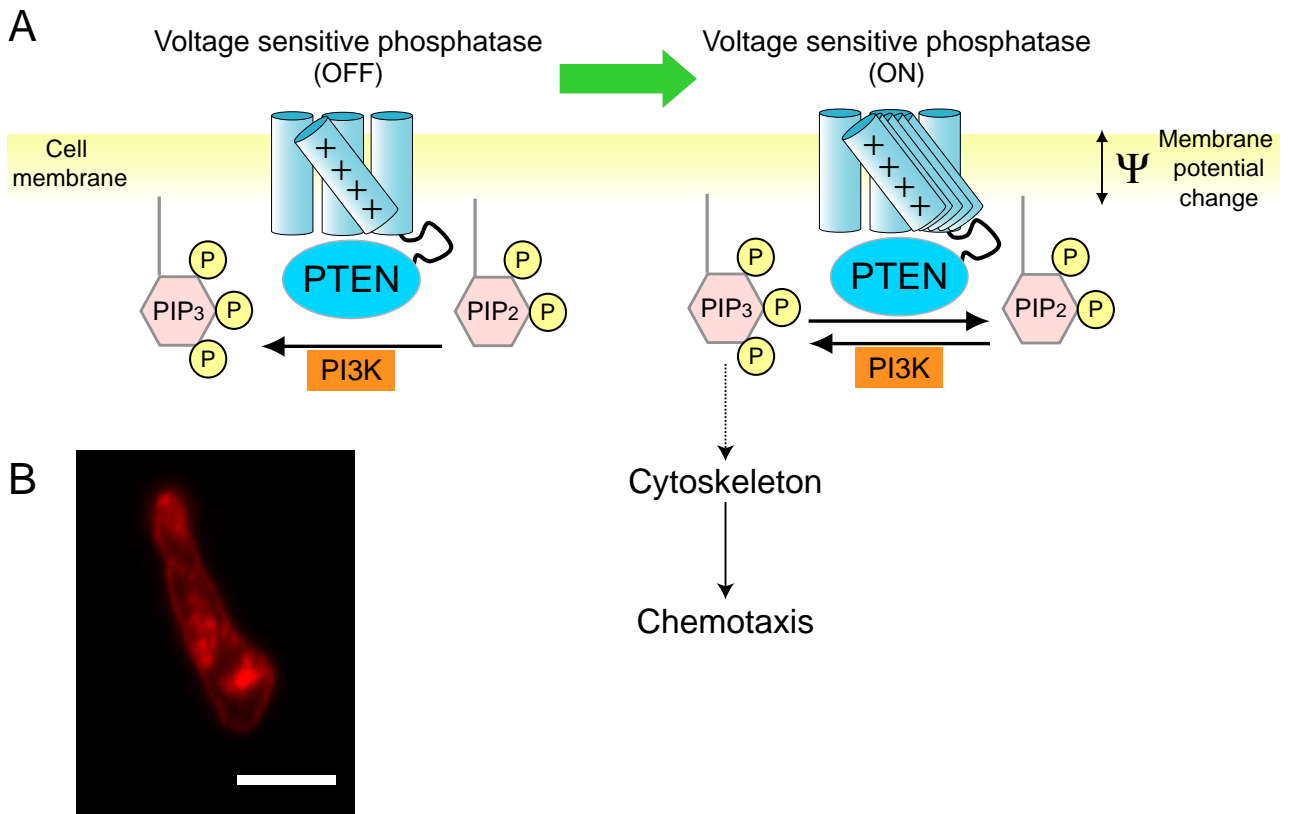 A
Voltage sensitive phosphatase
(OFF)
Voltage sensitive phosphatase
(ON)
Cell
membrane
+
+
+
+
+
+
+
+
Ψ
Membrane
potential
change
PTEN
P
P
P
PIP3
P
P
PIP2
PI3K
PTEN
P
P
P
PIP3
P
P
PIP2
PI3K
B
Cytoskeleton
Chemotaxis